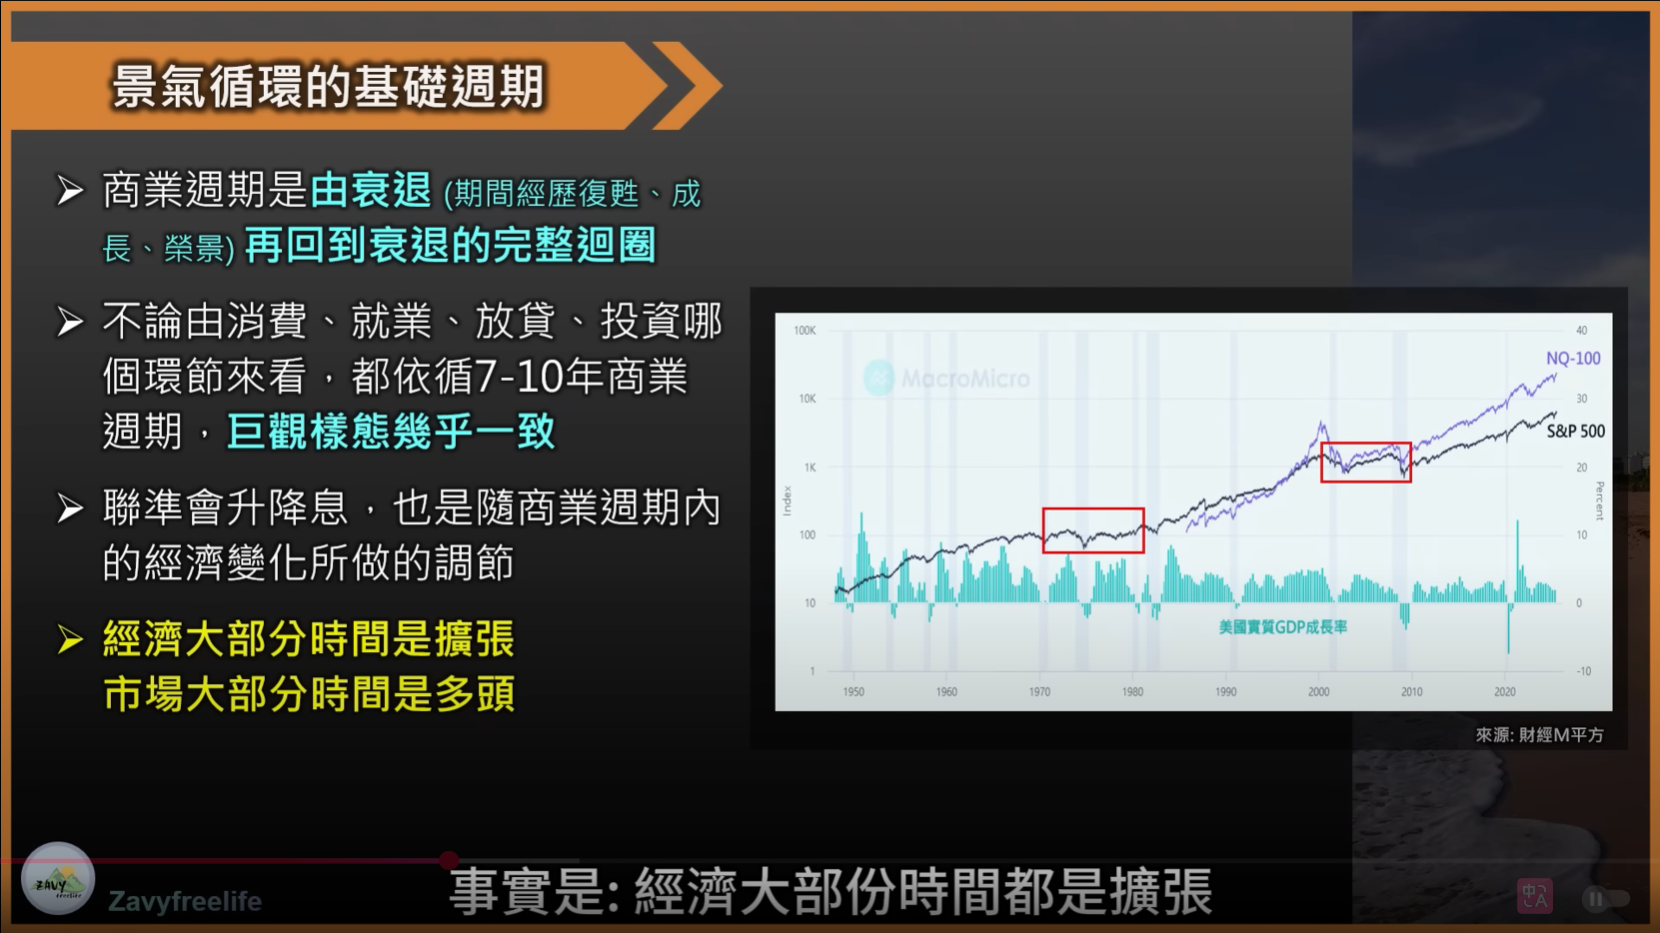 景氣循環的基礎週期
商業週期是由衰退 (期間經歷復甦、成
長、榮景) 再回到衰退的完整迴圈
不論由消費、就業、放貸、投資哪
個環節來看，都依循7-10年商業
週期，巨觀樣態幾乎一致
聯準會升降息，也是隨商業週期內
的經濟變化所做的調節
經濟大部分時間是擴張
市場大部分時間是多頭
100K
10K
1K
100
10
1
Index
MacroMicro
NQ-100
S&P 500
美國實質GDP成長率
40
30
20
10
0
-10
Percent
1950 1960 1970 1980 1990 2000 2010 2020
來源: 財經M平方
ZAVY
freelife
Zavyfreelife
事實是: 經濟大部份時間都是擴張
中
A